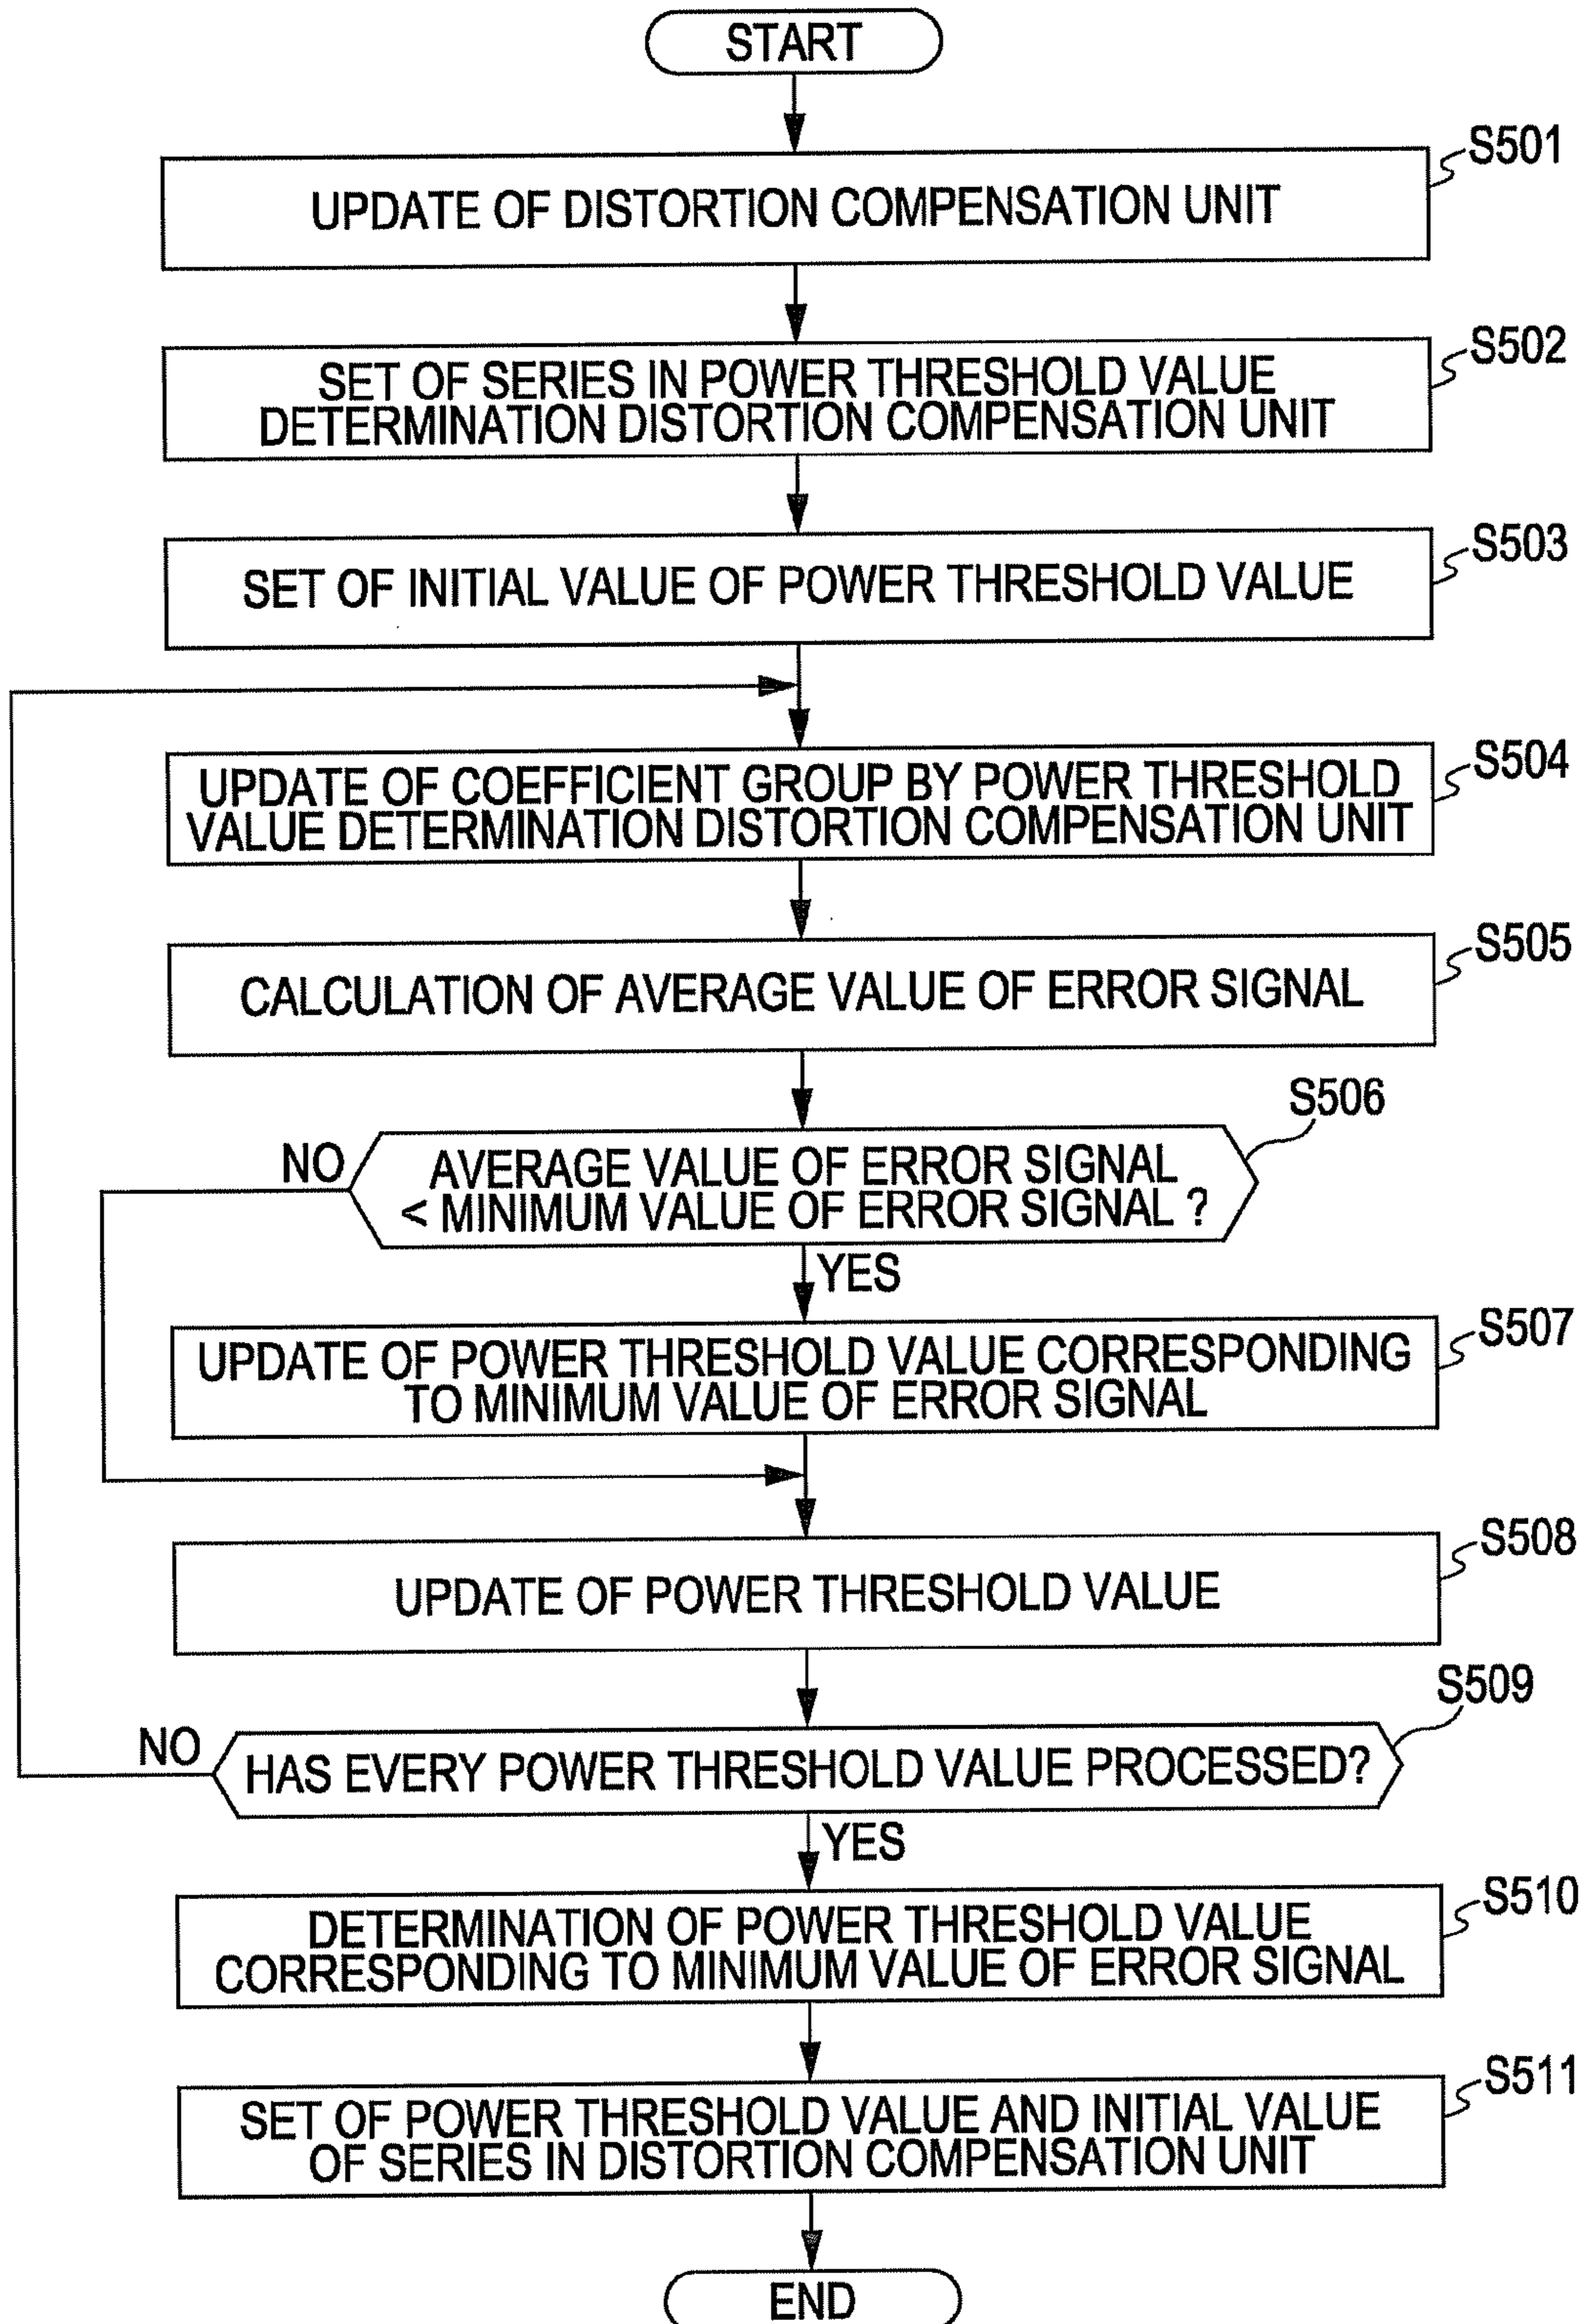 START
S501
UPDATE OF DISTORTION COMPENSATION UNIT
S502
SET OF SERIES IN POWER THRESHOLD VALUE
DETERMINATION DISTORTION COMPENSATION UNIT
S503
SET OF INITIAL VALUE OF POWER THRESHOLD VALUE
S504
UPDATE OF COEFFICIENT GROUP BY POWER THRESHOLD
VALUE DETERMINATION DISTORTION COMPENSATION UNIT
S505
CALCULATION OF AVERAGE VALUE OF ERROR SIGNAL
S506
NO
AVERAGE VALUE OF ERROR SIGNAL
< MINIMUM VALUE OF ERROR SIGNAL ?
YES
S507
UPDATE OF POWER THRESHOLD VALUE CORRESPONDING
TO MINIMUM VALUE OF ERROR SIGNAL
S508
UPDATE OF POWER THRESHOLD VALUE
S509
NO
HAS EVERY POWER THRESHOLD VALUE PROCESSED?
YES
S510
DETERMINATION OF POWER THRESHOLD VALUE
CORRESPONDING TO MINIMUM VALUE OF ERROR SIGNAL
S511
SET OF POWER THRESHOLD VALUE AND INITIAL VALUE
OF SERIES IN DISTORTION COMPENSATION UNIT
END